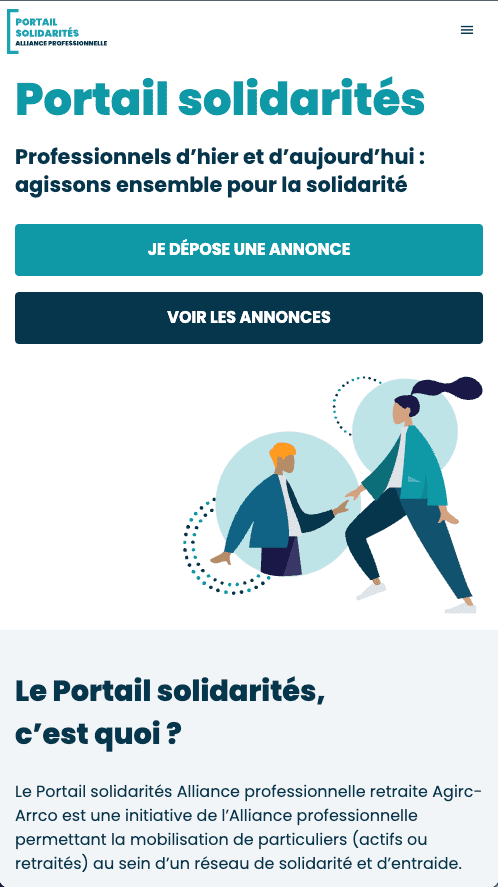 PORTAIL
SOLIDARITÉS
ALLIANCE PROFESSIONNELLE
Portail solidarités
Professionnels d’hier et d’aujourd’hui :
agissons ensemble pour la solidarité
JE DÉPOSE UNE ANNONCE
VOIR LES ANNONCES
Le Portail solidarités,
c’est quoi ?
Le Portail solidarités Alliance professionnelle retraite Agirc-
Arrco est une initiative de l’Alliance professionnelle
permettant la mobilisation de particuliers (actifs ou
retraités) au sein d’un réseau de solidarité et d’entraide.